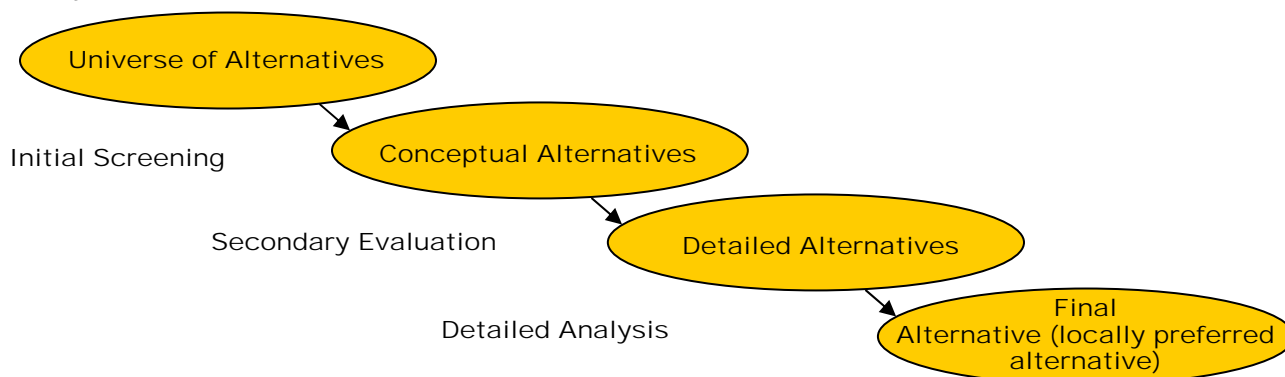 Universe of Alternatives
Initial Screening
Conceptual Alternatives
Secondary Evaluation
Detailed Alternatives
Detailed Analysis
Final
Alternative (locally preferred
alternative)